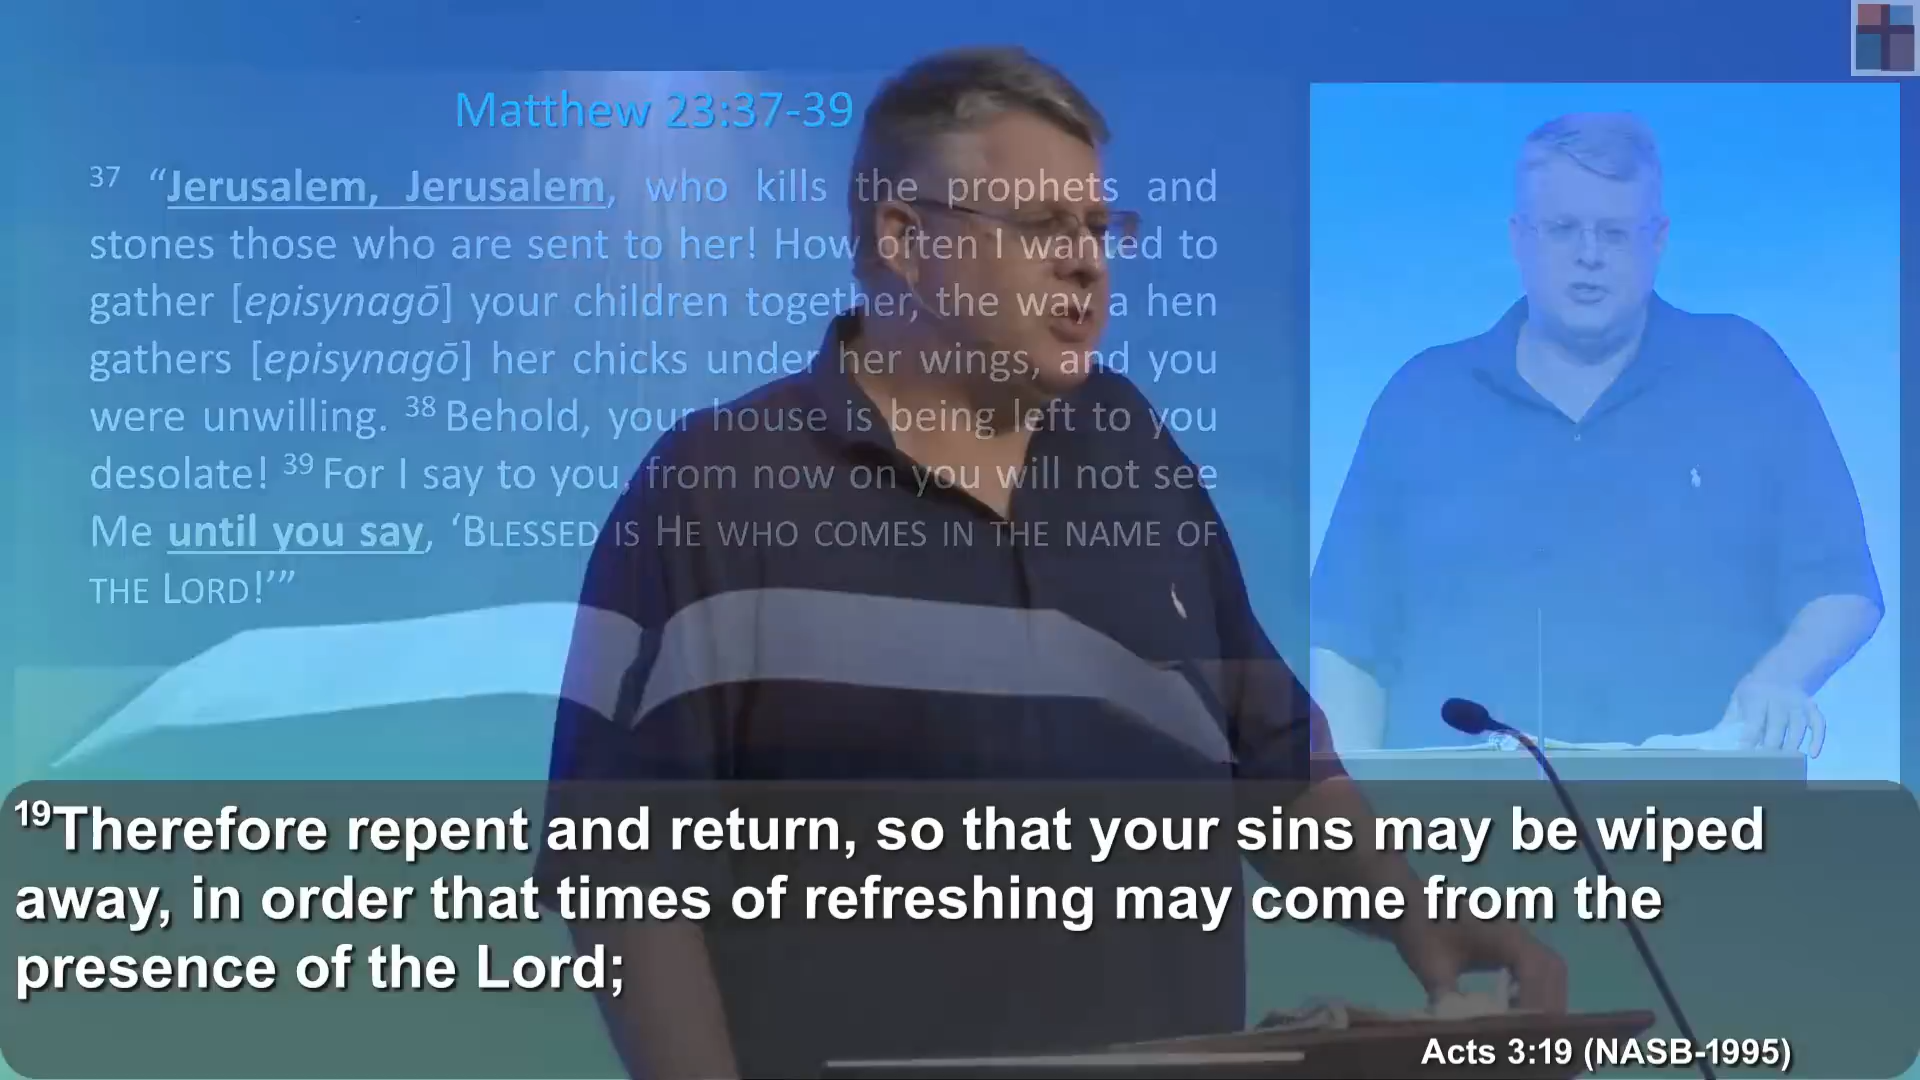 Matthew 23:37-39
37 “Jerusalem, Jerusalem, who kills the prophets and
stones those who are sent to her! How often I wanted to
gather [episynagō] your children together, the way a hen
gathers [episynagō] her chicks under her wings, and you
were unwilling. 38 Behold, your house is being left to you
desolate! 39 For I say to you, from now on you will not see
Me until you say, ‘BLESSED IS HE WHO COMES IN THE NAME OF
THE LORD!’”
19Therefore repent and return, so that your sins may be wiped
away, in order that times of refreshing may come from the
presence of the Lord;
Acts 3:19 (NASB-1995)